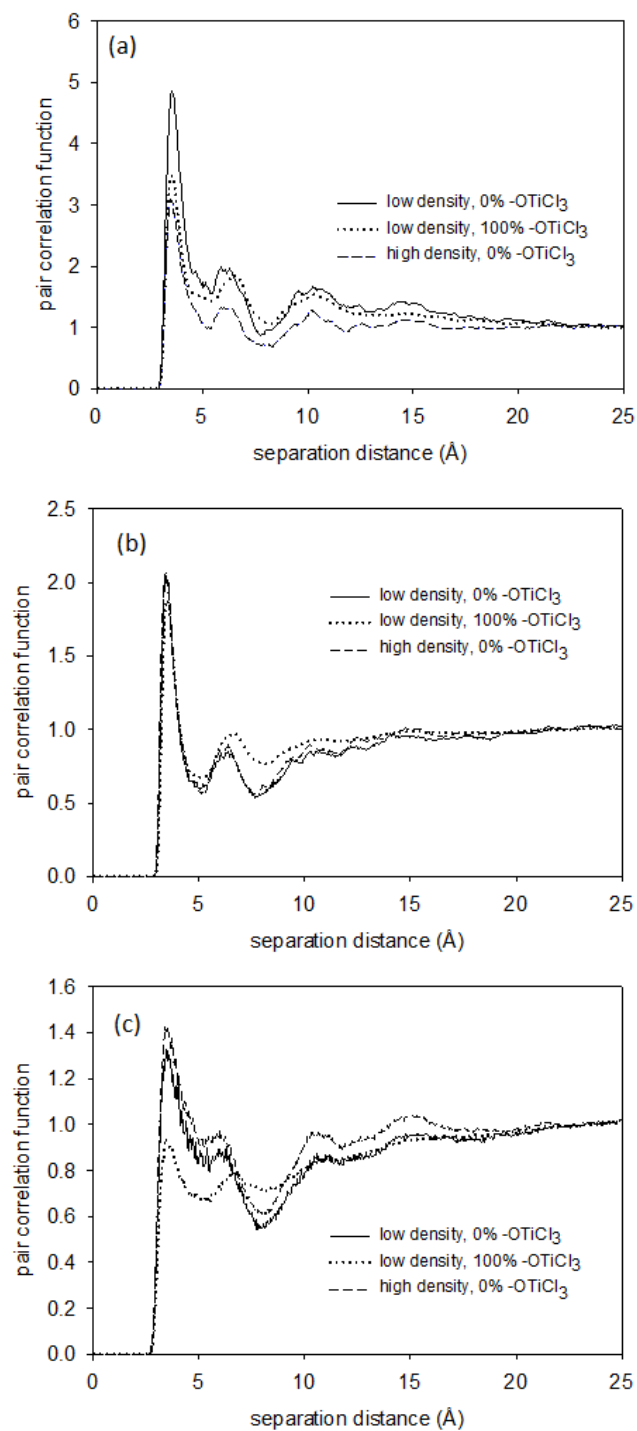 (a)
pair correlation function
6
5
4
3
2
1
0
low density, 0% -OTiCl3
low density, 100% -OTiCl3
high density, 0% -OTiCl3
0 5 10 15 20 25
separation distance (Å)
(b)
pair correlation function
2.5
2.0
1.5
1.0
0.5
0.0
low density, 0% -OTiCl3
low density, 100% -OTiCl3
high density, 0% -OTiCl3
0 5 10 15 20 25
separation distance (Å)
(c)
pair correlation function
1.6
1.4
1.2
1.0
0.8
0.6
0.4
0.2
0.0
low density, 0% -OTiCl3
low density, 100% -OTiCl3
high density, 0% -OTiCl3
0 5 10 15 20 25
separation distance (Å)